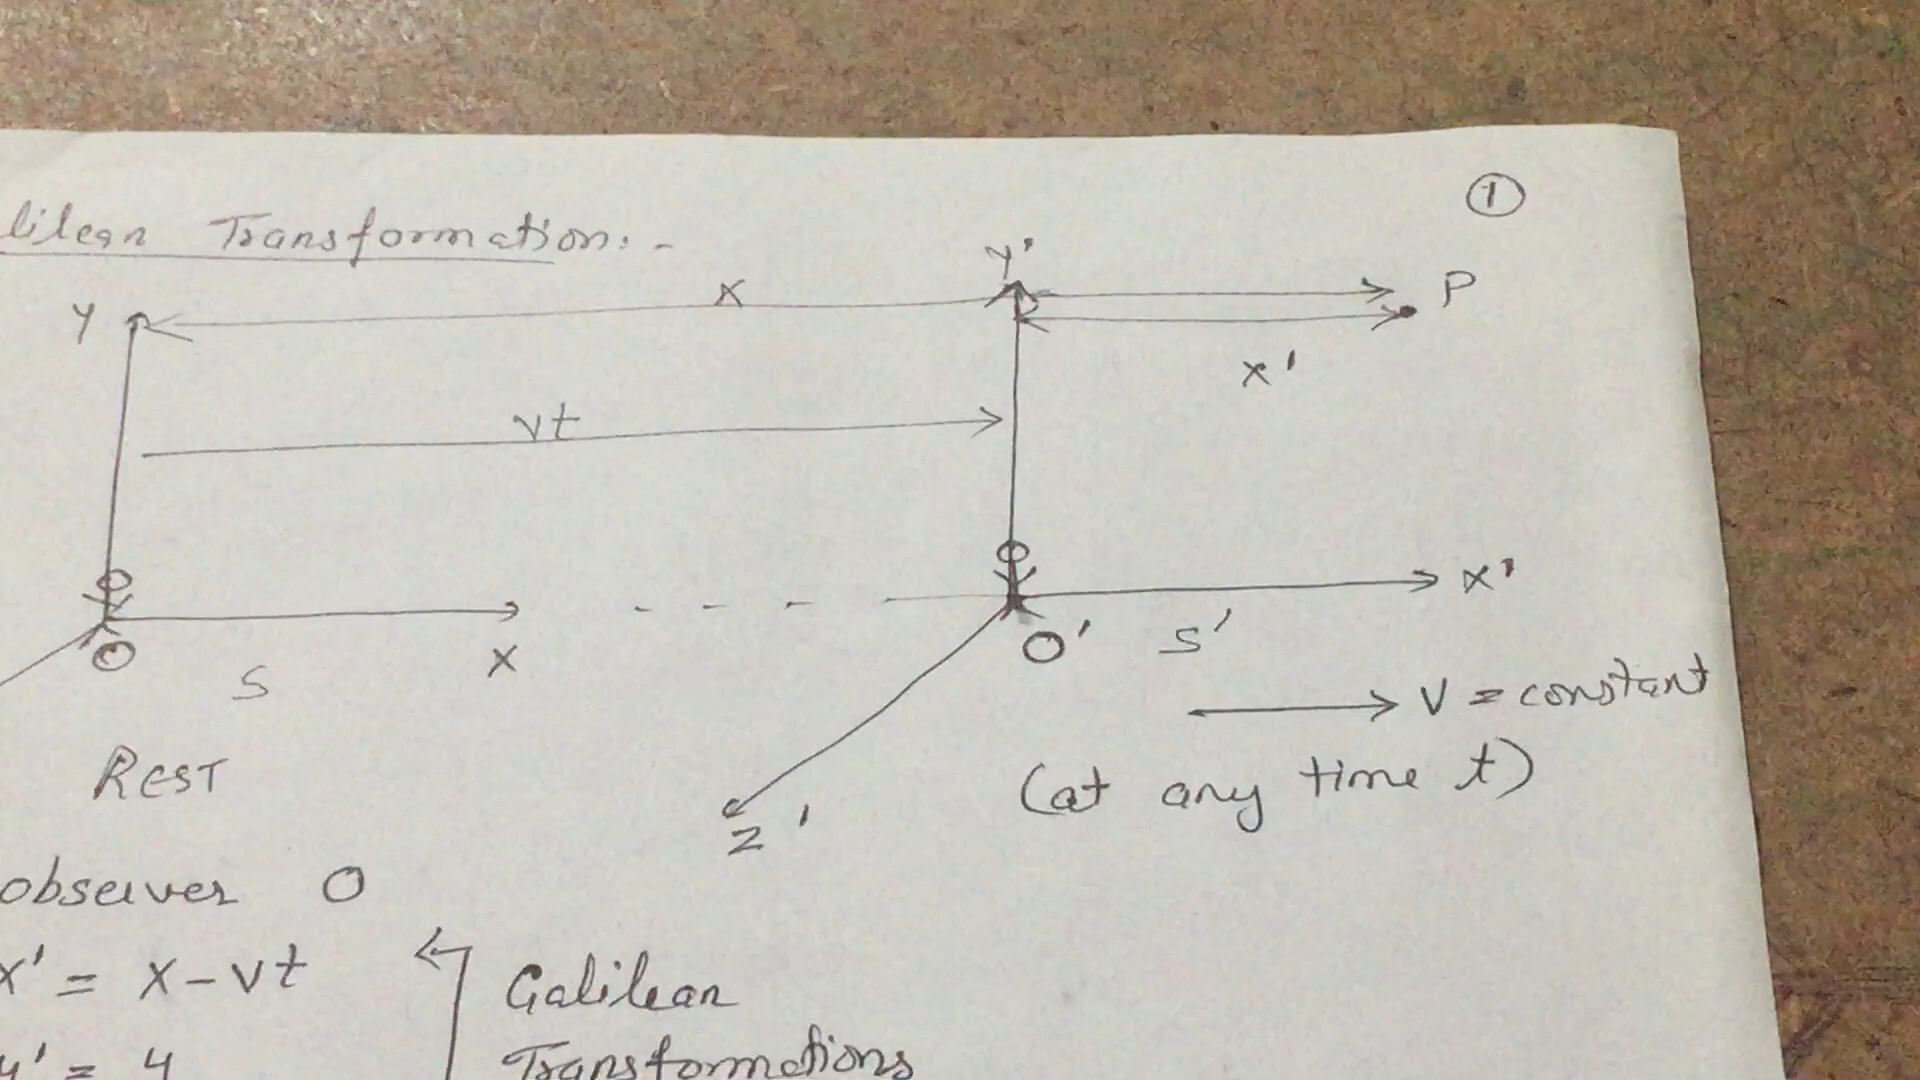 ①
lilean Transformation:-
Y'
Y
x
P
x'
vt
x'
O
S
x
O'
S'
V = constant
REST
(at any time t)
Z'
observer O
x' = x-vt
Galilean
y' = y
Transformations